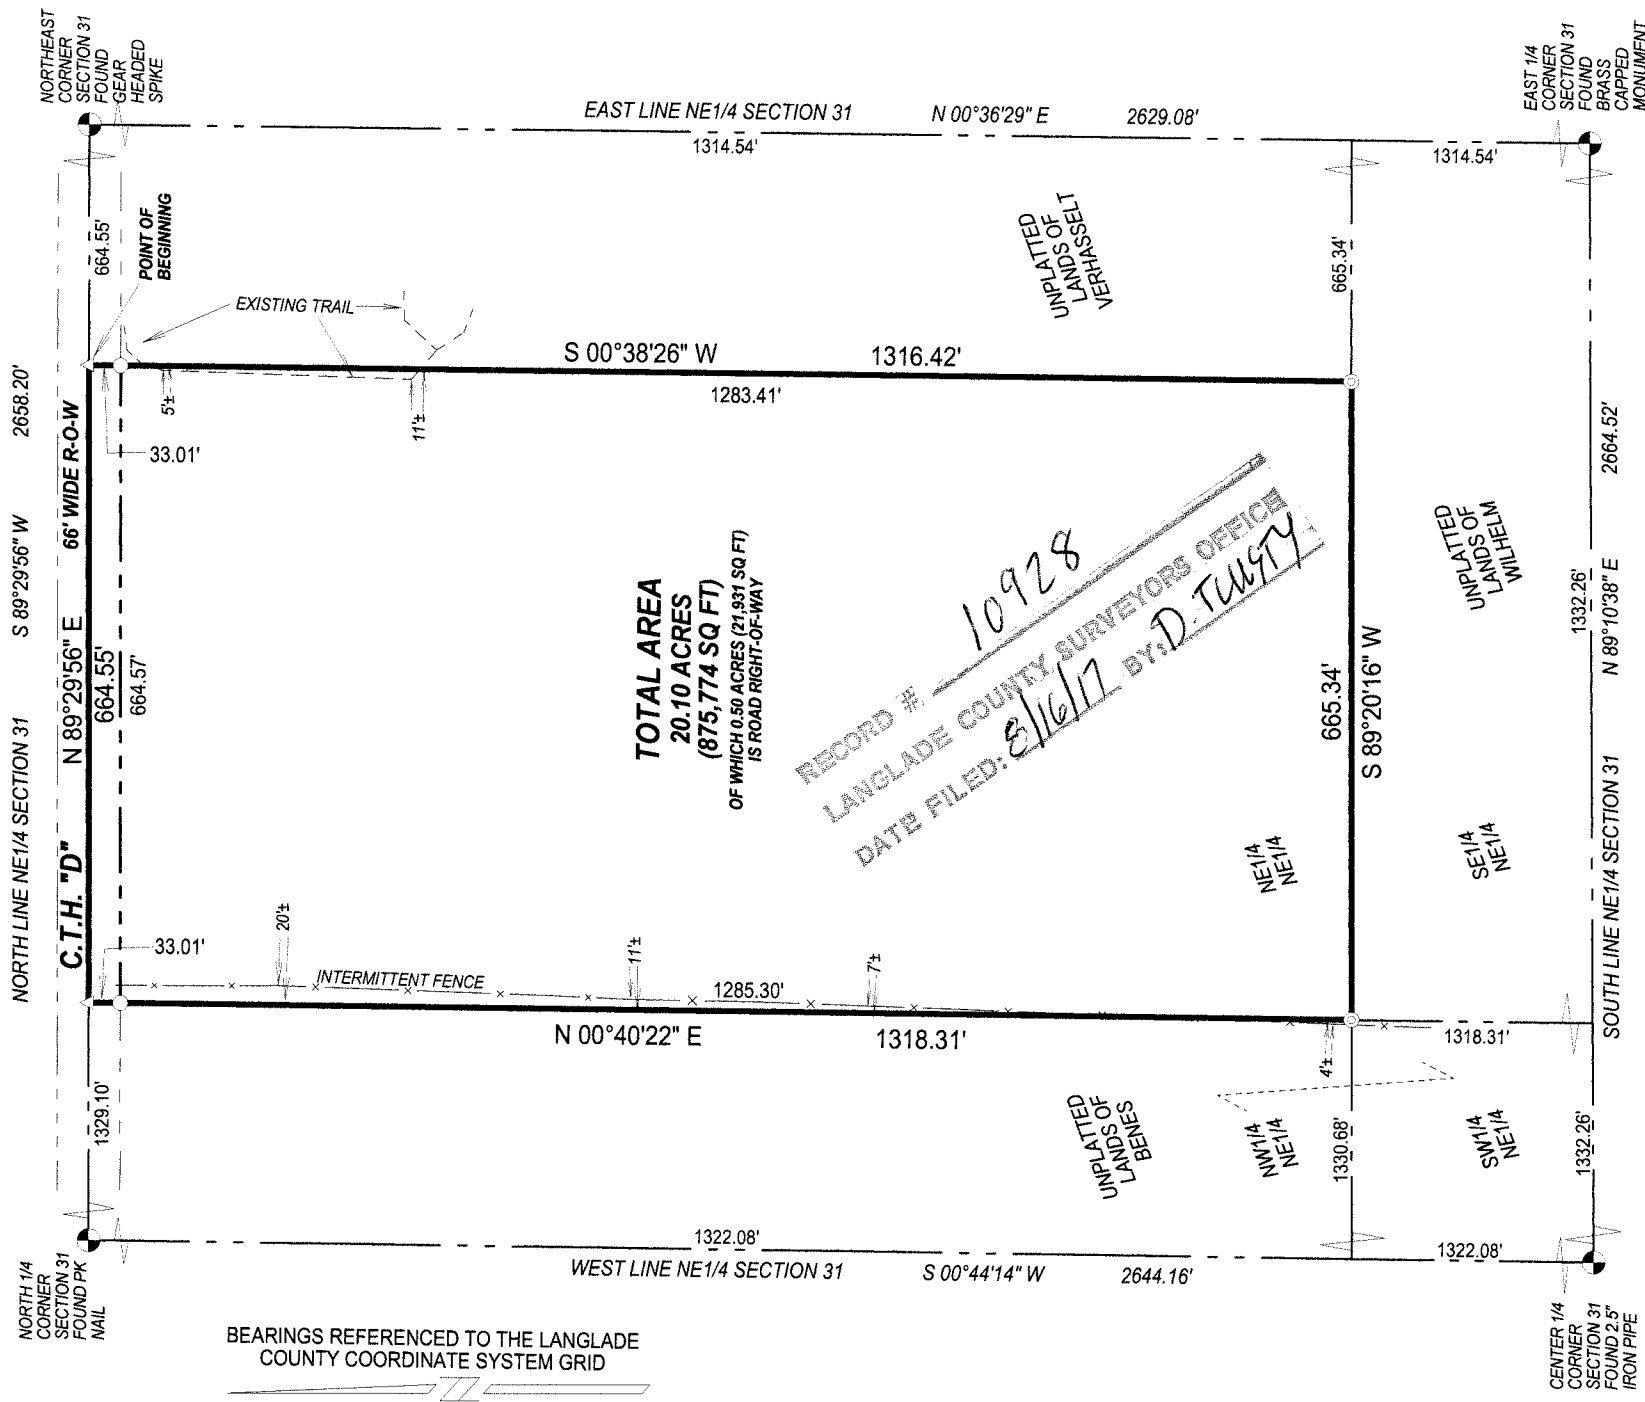 NORTHEAST
CORNER
SECTION 31
FOUND
GEAR
HEADED
SPIKE
EAST LINE NE1/4 SECTION 31 N 00°36'29" E 2629.08'
1314.54'
1314.54'
EAST 1/4
CORNER
SECTION 31
FOUND
BRASS
CAPPED
MONUMENT
664.55'
POINT OF
BEGINNING
EXISTING TRAIL
UNPLATTED
LANDS OF
VERHASSELT
665.34'
S 00°38'26" W 1316.42'
1283.41'
5'±
11'±
33.01'
NORTH LINE NE1/4 SECTION 31 S 89°29'56" W 2658.20'
C.T.H. "D" N 89°29'56" E 66' WIDE R-O-W
664.55'
664.57'
TOTAL AREA
20.10 ACRES
(875,774 SQ FT)
OF WHICH 0.50 ACRES (21,931 SQ FT)
IS ROAD RIGHT-OF-WAY
RECORD # 10928
LANGLADE COUNTY SURVEYORS OFFICE
DATE FILED: 8/16/17 BY: D. TLUSTY
665.34'
S 89°20'16" W
UNPLATTED
LANDS OF
WILHELM
1332.26'
SOUTH LINE NE1/4 SECTION 31 N 89°10'38" E 2664.52'
NE1/4
NE1/4
SE1/4
NE1/4
33.01'
20'±
INTERMITTENT FENCE
11'±
1285.30'
7'±
N 00°40'22" E 1318.31'
1318.31'
4'±
1329.10'
UNPLATTED
LANDS OF
BENES
NW1/4
NE1/4
1330.68'
SW1/4
NE1/4
1332.26'
1322.08'
1322.08'
WEST LINE NE1/4 SECTION 31 S 00°44'14" W 2644.16'
NORTH 1/4
CORNER
SECTION 31
FOUND PK
NAIL
CENTER 1/4
CORNER
SECTION 31
FOUND 2.5"
IRON PIPE
BEARINGS REFERENCED TO THE LANGLADE
COUNTY COORDINATE SYSTEM GRID